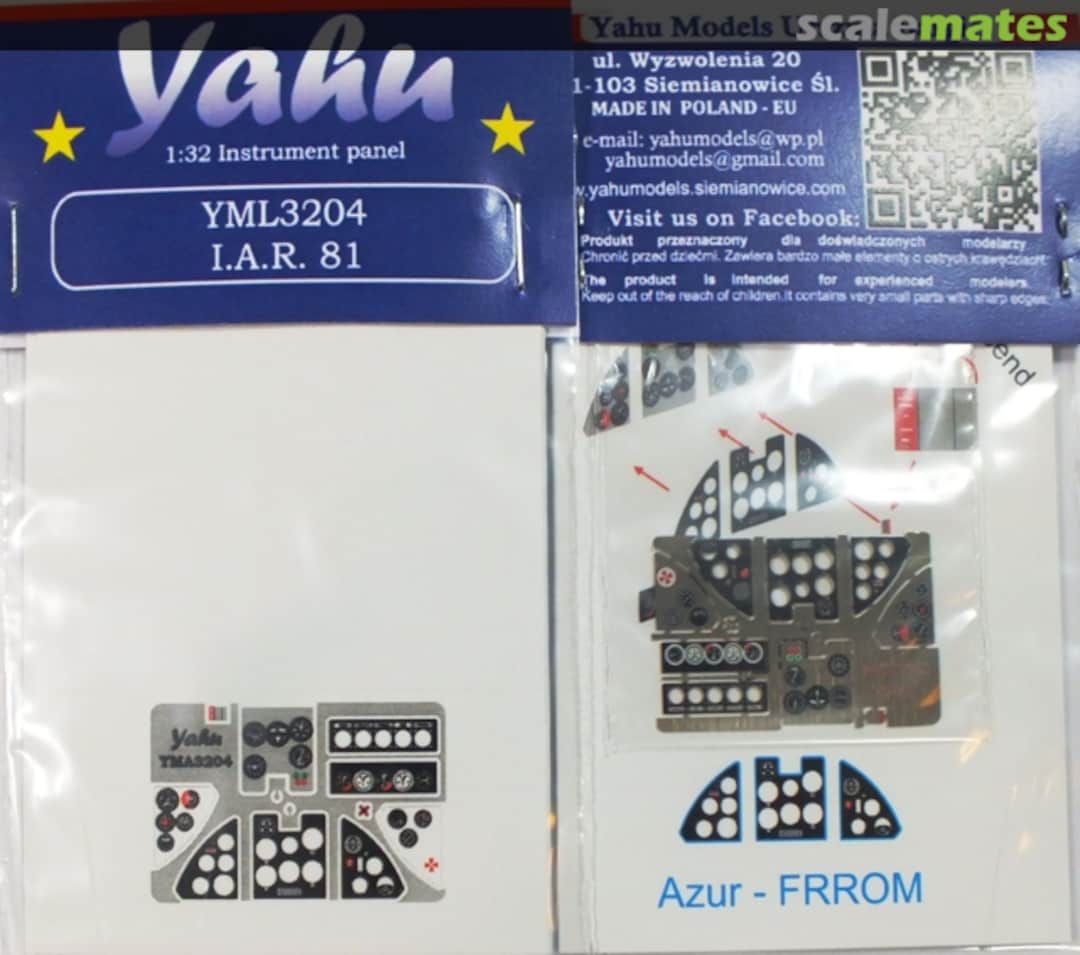 scalemates
Yahu
1:32 Instrument panel
YML3204
I.A.R. 81
Yahu
YMA3204
Yahu Models
ul. Wyzwolenia 20
1-103 Siemianowice Śl.
MADE IN POLAND - EU
e-mail: yahumodels@wp.pl
yahumodels@gmail.com
w.yahumodels.siemianowice.com
Visit us on Facebook:
Produkt przeznaczony dla doświadczonych modelarzy
Chronić przed dziećmi. Zawiera bardzo małe elementy o ostrych krawędziach
The product is intended for experienced modelers
Keep out of the reach of children. It contains very small parts with sharp edges.
end
Azur - FRROM